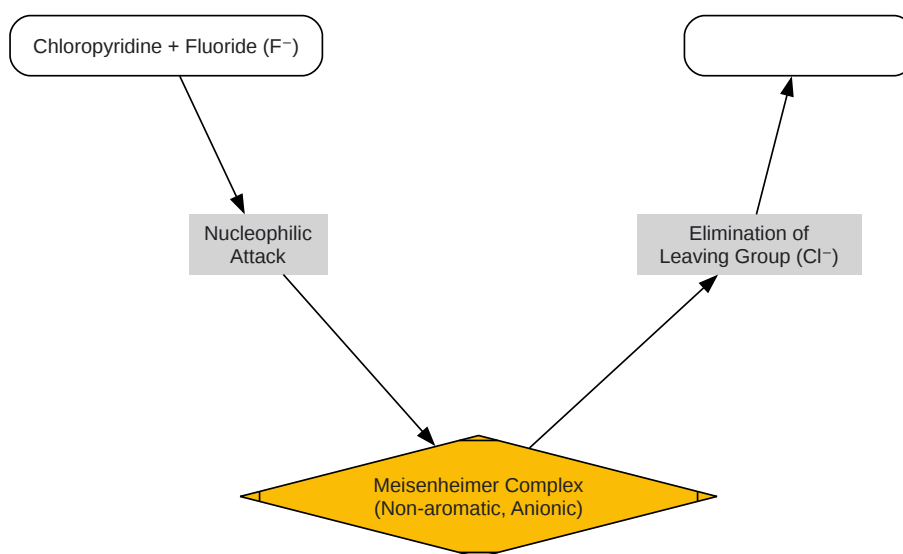 Chloropyridine + Fluoride (F⁻)
Nucleophilic
Attack
Elimination of
Leaving Group (Cl⁻)
Meisenheimer Complex
(Non-aromatic, Anionic)